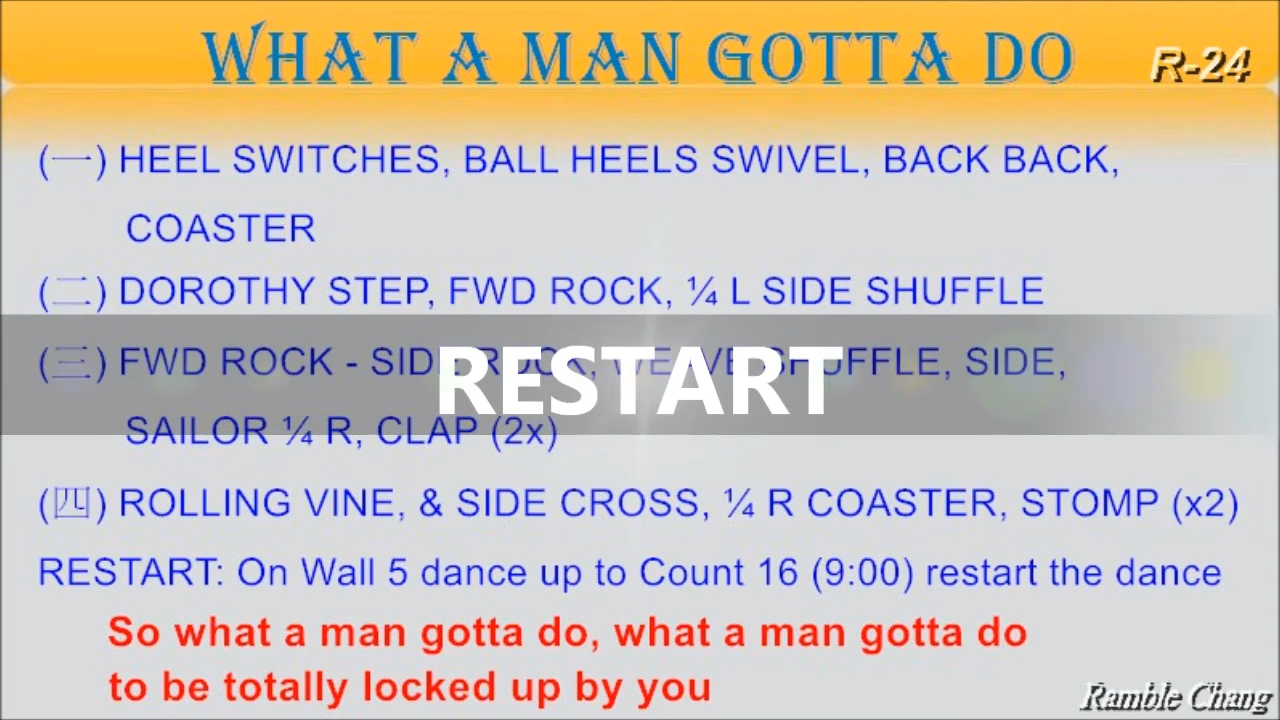 WHAT A MAN GOTTA DO
R-24
(一) HEEL SWITCHES, BALL HEELS SWIVEL, BACK BACK,
COASTER
(二) DOROTHY STEP, FWD ROCK, ¼ L SIDE SHUFFLE
(三) FWD ROCK - SIDE ROCK, WEAVE SHUFFLE, SIDE,
RESTART
SAILOR ¼ R, CLAP (2x)
(四) ROLLING VINE, & SIDE CROSS, ¼ R COASTER, STOMP (x2)
RESTART: On Wall 5 dance up to Count 16 (9:00) restart the dance
So what a man gotta do, what a man gotta do
to be totally locked up by you
Ramble Chang